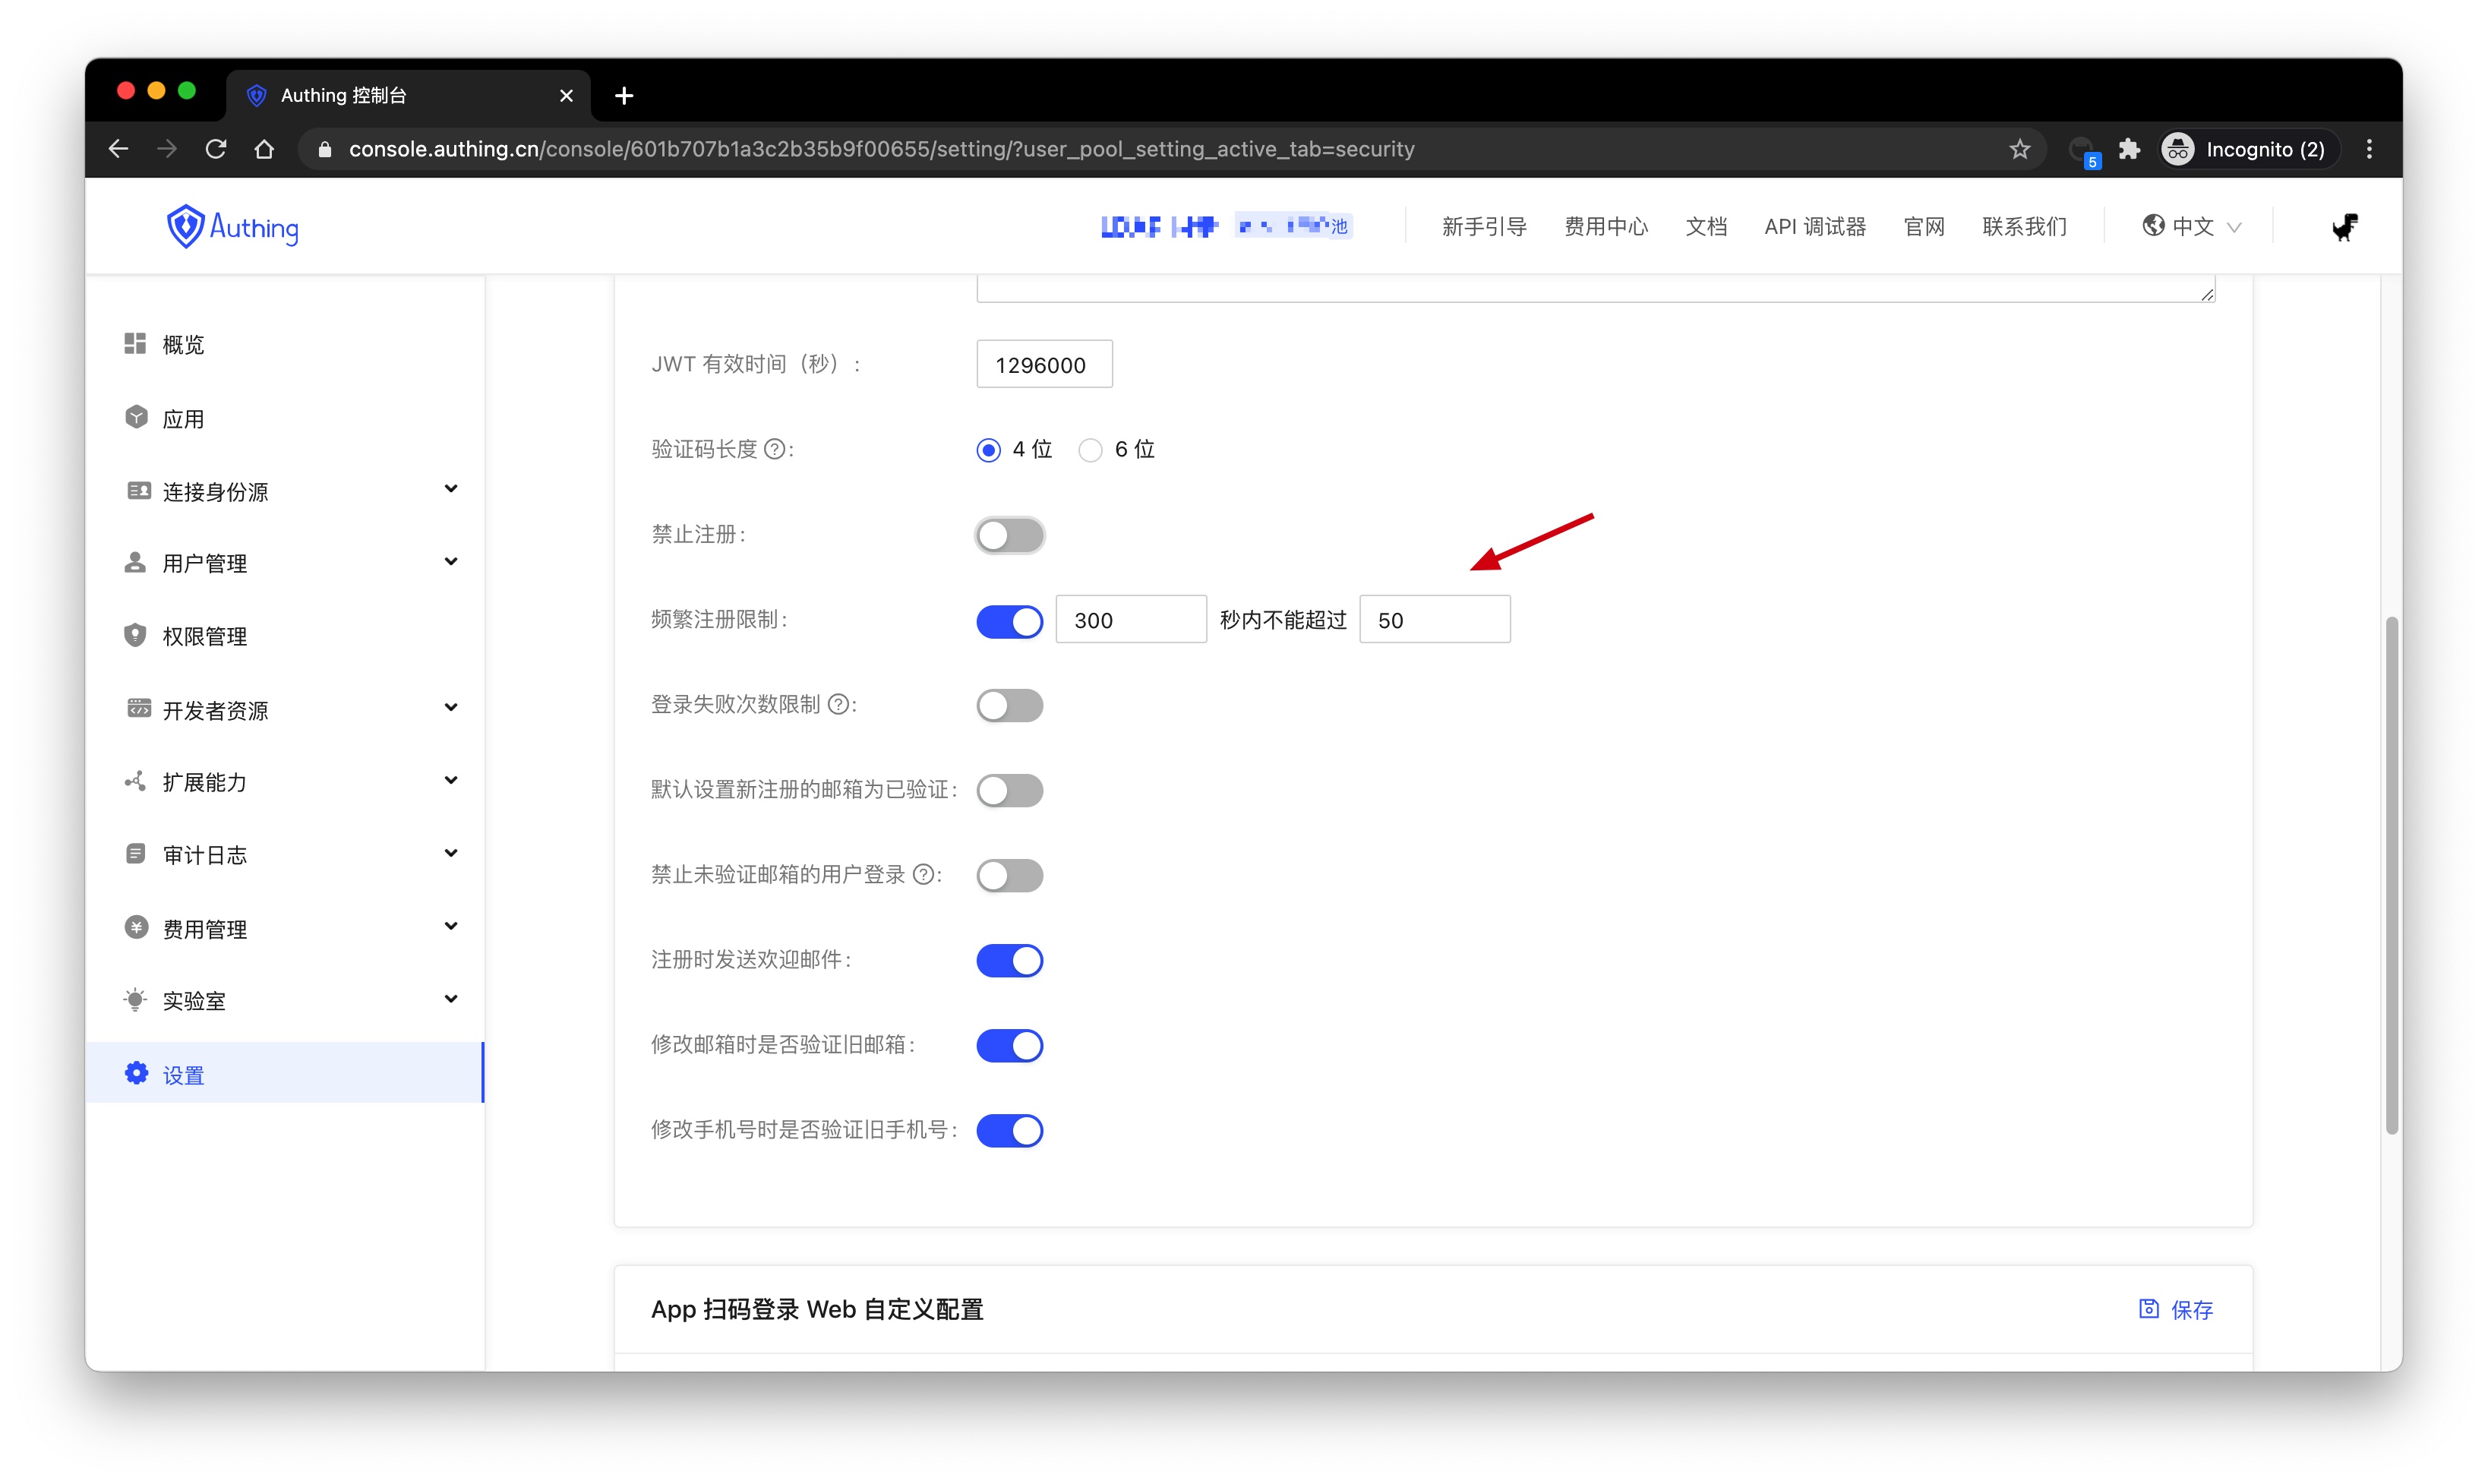 Authing 控制台
console.authing.cn/console/601b707b1a3c2b35b9f00655/setting/?user_pool_setting_active_tab=security
5
Incognito (2)
Authing
池
新手引导 费用中心 文档 API 调试器 官网 联系我们 中文
概览
应用
连接身份源
用户管理
权限管理
开发者资源
扩展能力
审计日志
费用管理
实验室
设置
JWT 有效时间（秒）: 1296000
验证码长度 ?: 4 位 6 位
禁止注册:
频繁注册限制: 300 秒内不能超过 50
登录失败次数限制 ?:
默认设置新注册的邮箱为已验证:
禁止未验证邮箱的用户登录 ?:
注册时发送欢迎邮件:
修改邮箱时是否验证旧邮箱:
修改手机号时是否验证旧手机号:
App 扫码登录 Web 自定义配置 保存